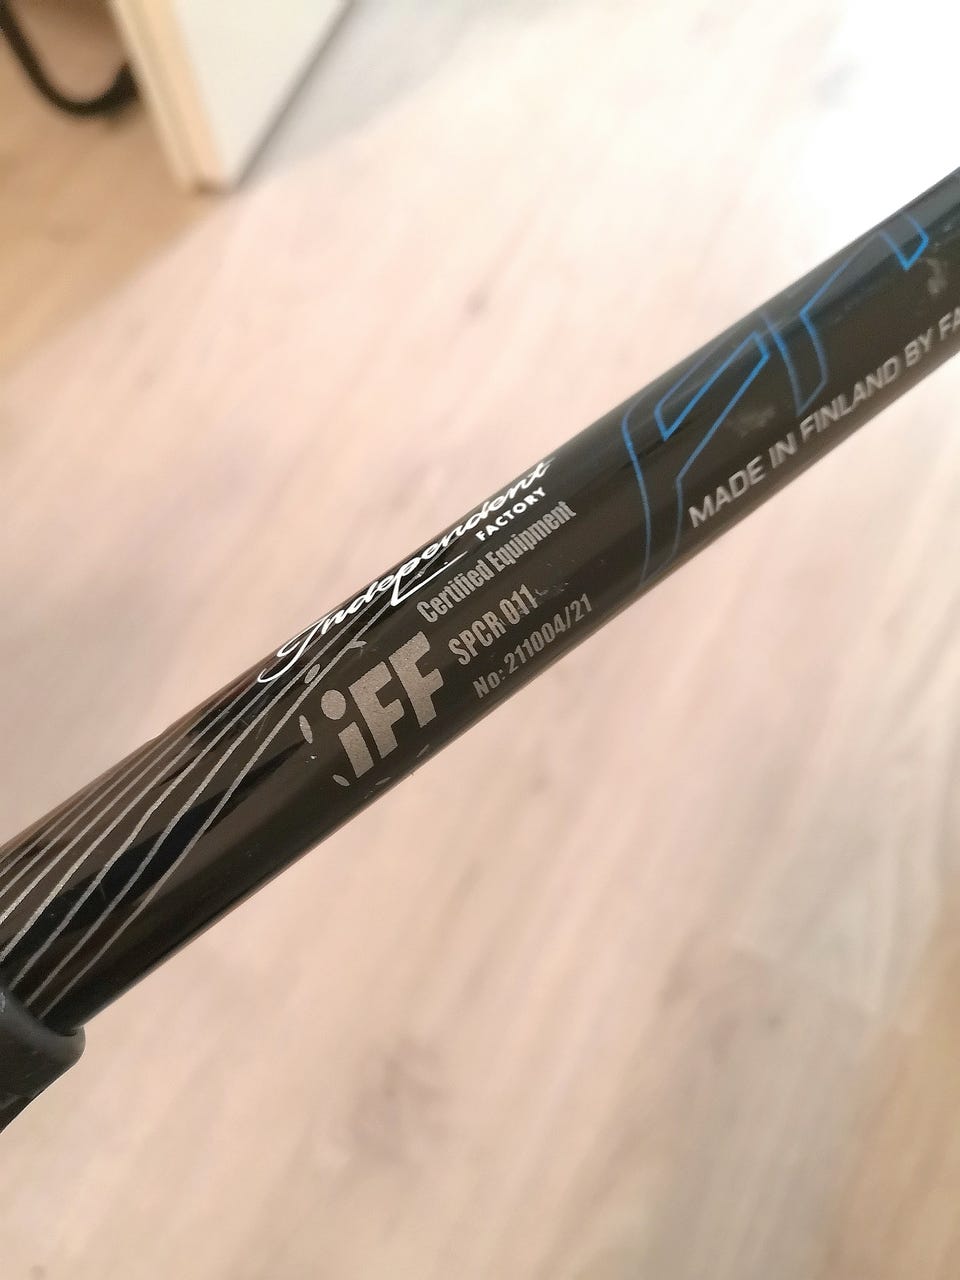 Independent
FACTORY
iFF
Certified Equipment
SPCR 011
No: 211004/21
MADE IN FINLAND BY FA